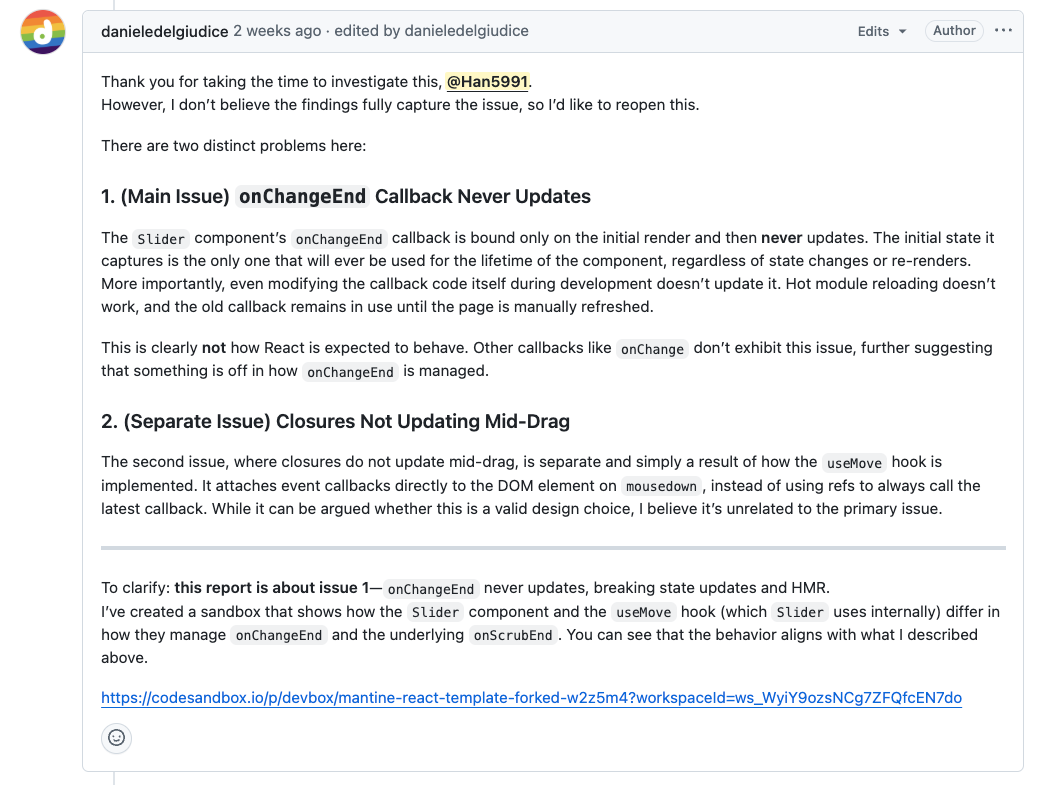 danieledelgiudice 2 weeks ago · edited by danieledelgiudice Edits Author
Thank you for taking the time to investigate this, @Han5991.
However, I don’t believe the findings fully capture the issue, so I’d like to reopen this.
There are two distinct problems here:
1. (Main Issue) onChangeEnd Callback Never Updates
The Slider component’s onChangeEnd callback is bound only on the initial render and then never updates. The initial state it
captures is the only one that will ever be used for the lifetime of the component, regardless of state changes or re-renders.
More importantly, even modifying the callback code itself during development doesn’t update it. Hot module reloading doesn’t
work, and the old callback remains in use until the page is manually refreshed.
This is clearly not how React is expected to behave. Other callbacks like onChange don’t exhibit this issue, further suggesting
that something is off in how onChangeEnd is managed.
2. (Separate Issue) Closures Not Updating Mid-Drag
The second issue, where closures do not update mid-drag, is separate and simply a result of how the useMove hook is
implemented. It attaches event callbacks directly to the DOM element on mousedown, instead of using refs to always call the
latest callback. While it can be argued whether this is a valid design choice, I believe it’s unrelated to the primary issue.
To clarify: this report is about issue 1—onChangeEnd never updates, breaking state updates and HMR.
I’ve created a sandbox that shows how the Slider component and the useMove hook (which Slider uses internally) differ in
how they manage onChangeEnd and the underlying onScrubEnd. You can see that the behavior aligns with what I described
above.
https://codesandbox.io/p/devbox/mantine-react-template-forked-w2z5m4?workspaceId=ws_WyiY9ozsNCg7ZFQfcEN7do